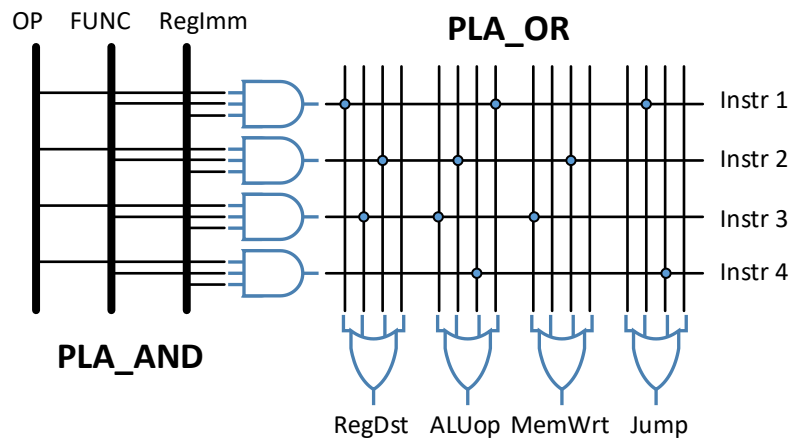 OP FUNC RegImm
PLA_OR
Instr 1
Instr 2
Instr 3
Instr 4
PLA_AND
RegDst ALUop MemWrt Jump